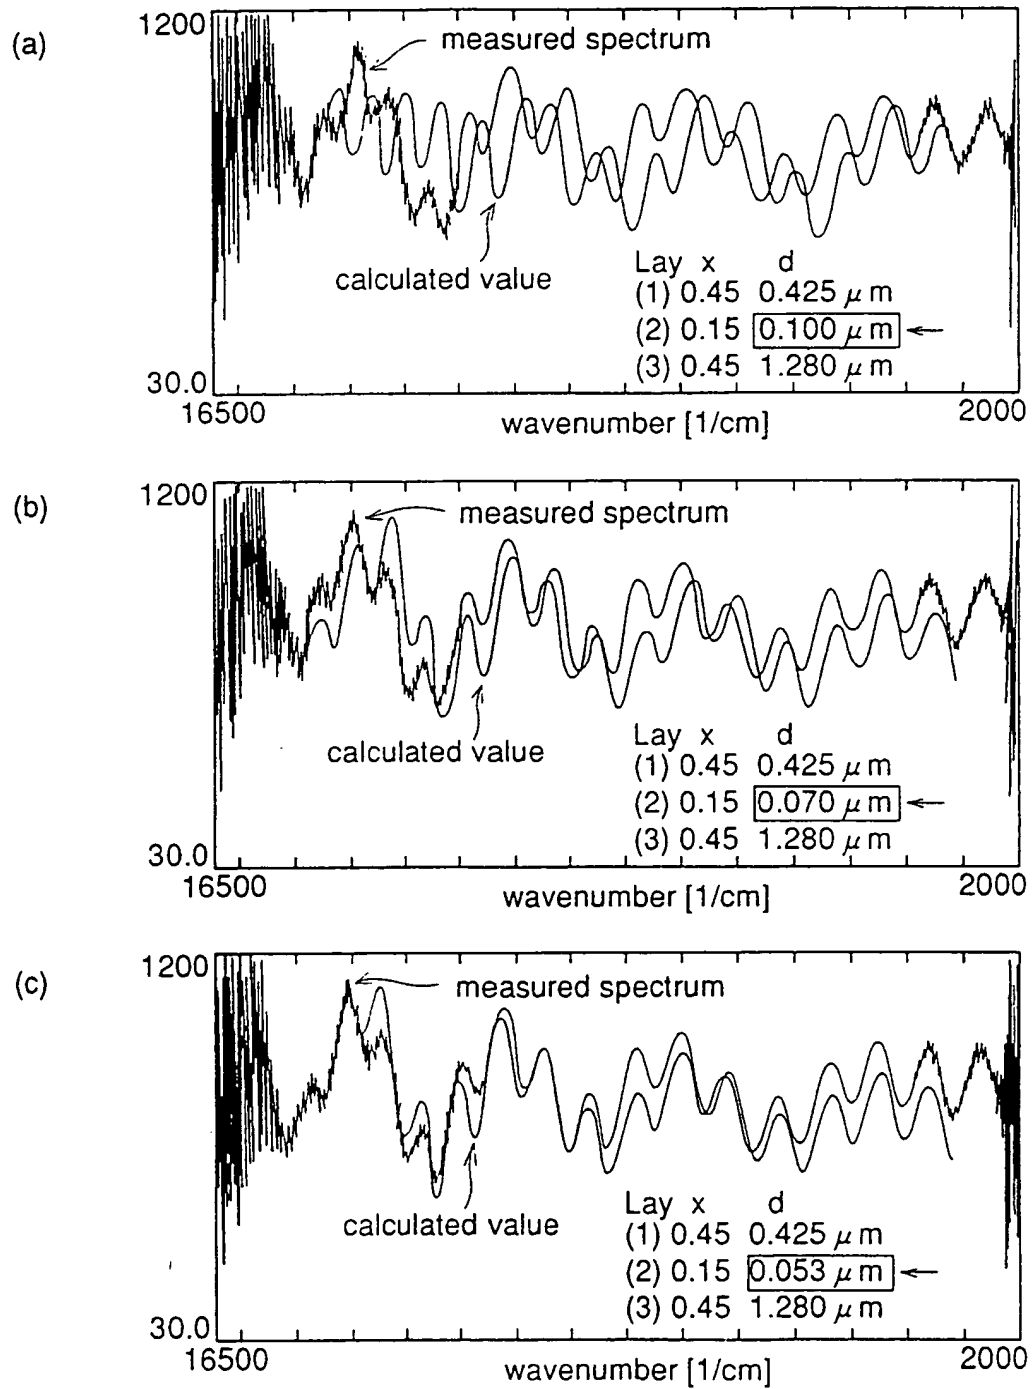 (a)
1200
measured spectrum
calculated value
Lay x d
(1) 0.45 0.425 μm
(2) 0.15 0.100 μm
(3) 0.45 1.280 μm
30.0
16500
wavenumber [1/cm]
2000
(b)
1200
measured spectrum
calculated value
Lay x d
(1) 0.45 0.425 μm
(2) 0.15 0.070 μm
(3) 0.45 1.280 μm
30.0
16500
wavenumber [1/cm]
2000
(c)
1200
measured spectrum
calculated value
Lay x d
(1) 0.45 0.425 μm
(2) 0.15 0.053 μm
(3) 0.45 1.280 μm
30.0
16500
wavenumber [1/cm]
2000